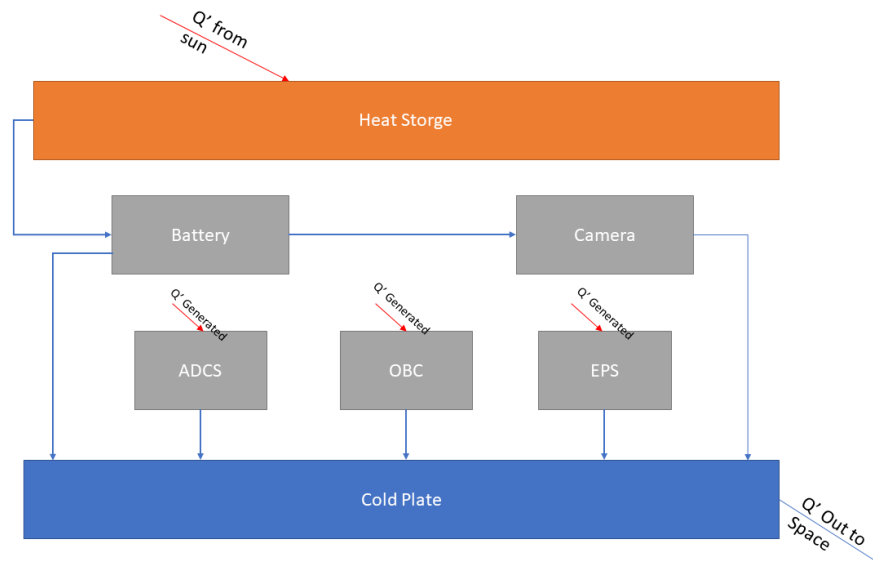 Q’ from
sun
Heat Storge
Battery
Camera
Q’ Generated
Q’ Generated
Q’ Generated
ADCS
OBC
EPS
Cold Plate
Q’ Out to
Space